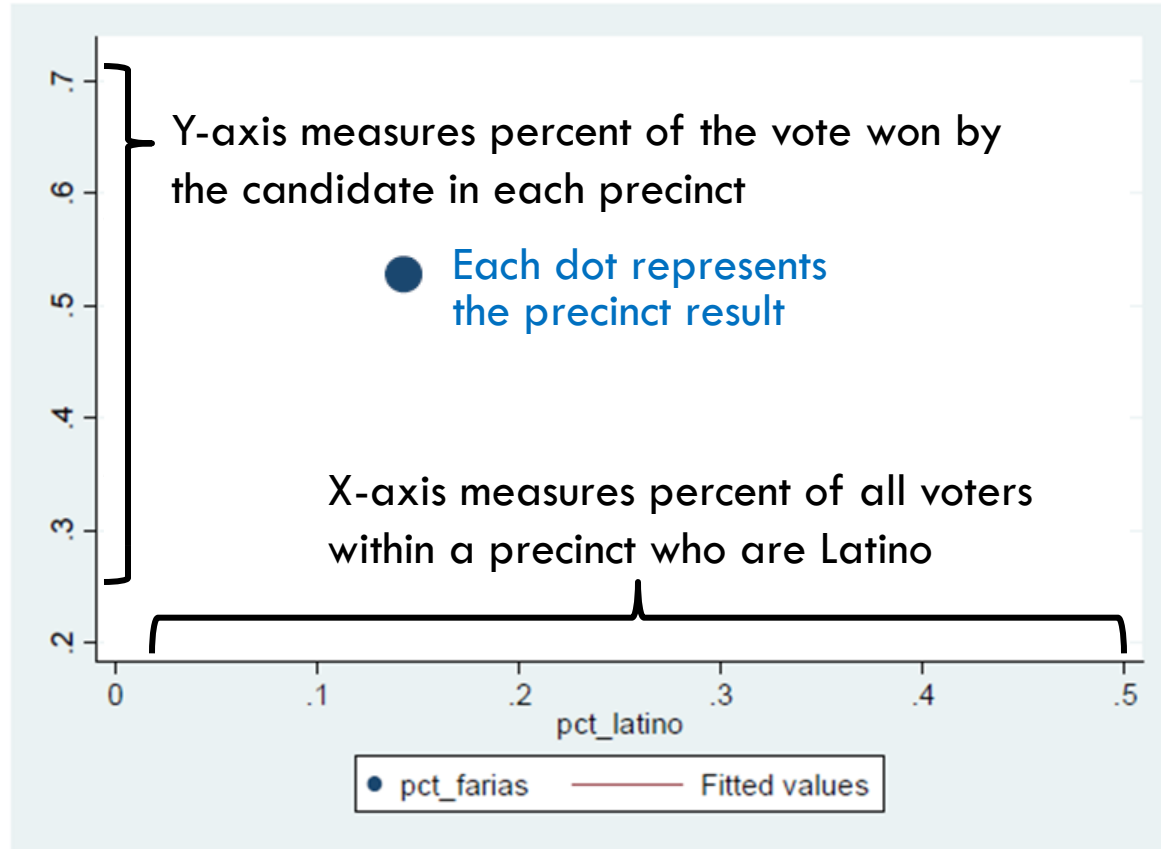 .7
Y-axis measures percent of the vote won by
the candidate in each precinct
.6
Each dot represents
the precinct result
.5
.4
X-axis measures percent of all voters
within a precinct who are Latino
.3
.2
0 .1 .2 .3 .4 .5
pct_latino
pct_farias Fitted values